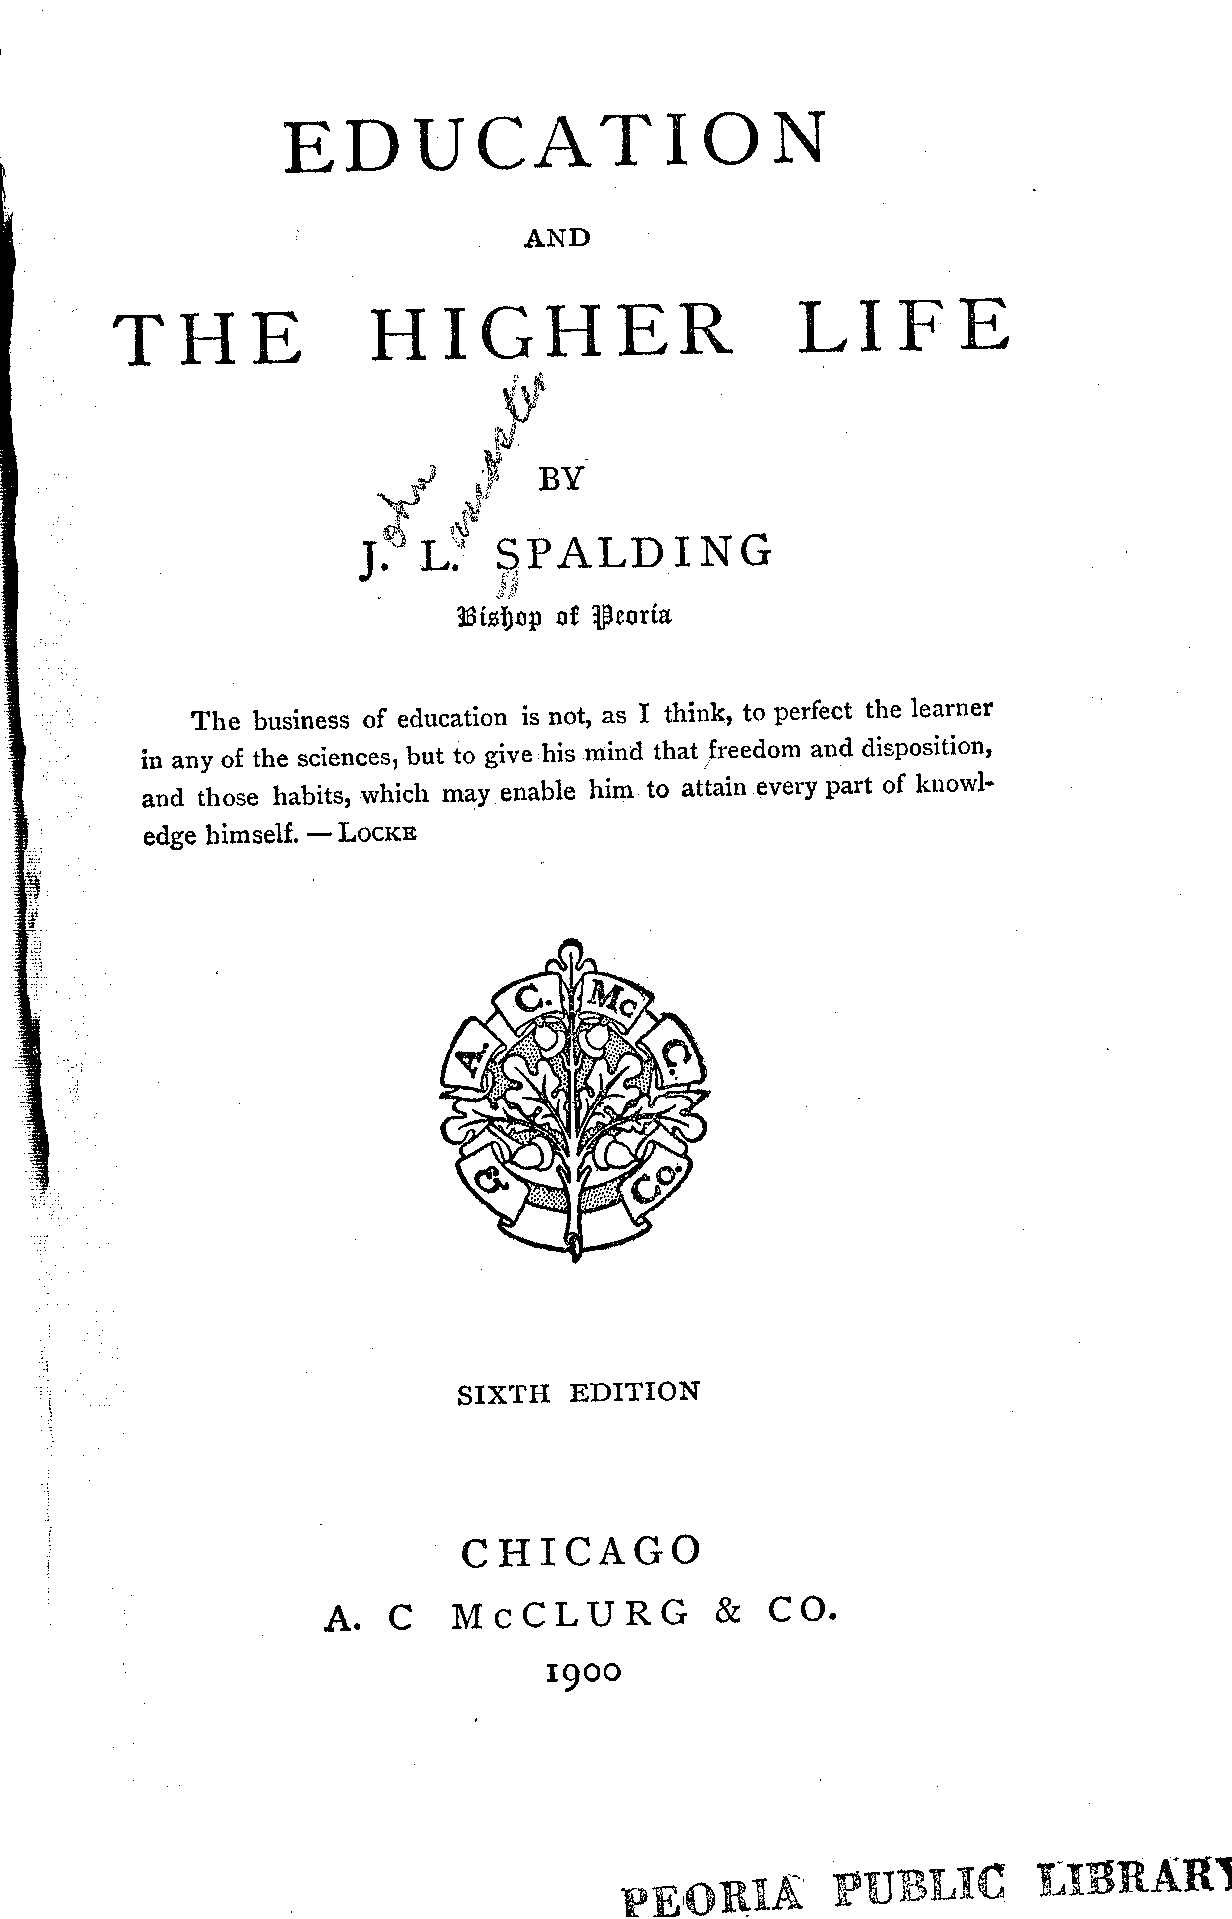 EDUCATION
AND
THE HIGHER LIFE
BY
ohn
J. L. SPALDING
Bishop of Peoria
The business of education is not, as I think, to perfect the learner
in any of the sciences, but to give his mind that freedom and disposition,
and those habits, which may enable him to attain every part of knowl-
edge himself. — LOCKE
A. C. McC. & Co.
SIXTH EDITION
CHICAGO
A. C McCLURG & CO.
1900
PEORIA PUBLIC LIBRARY